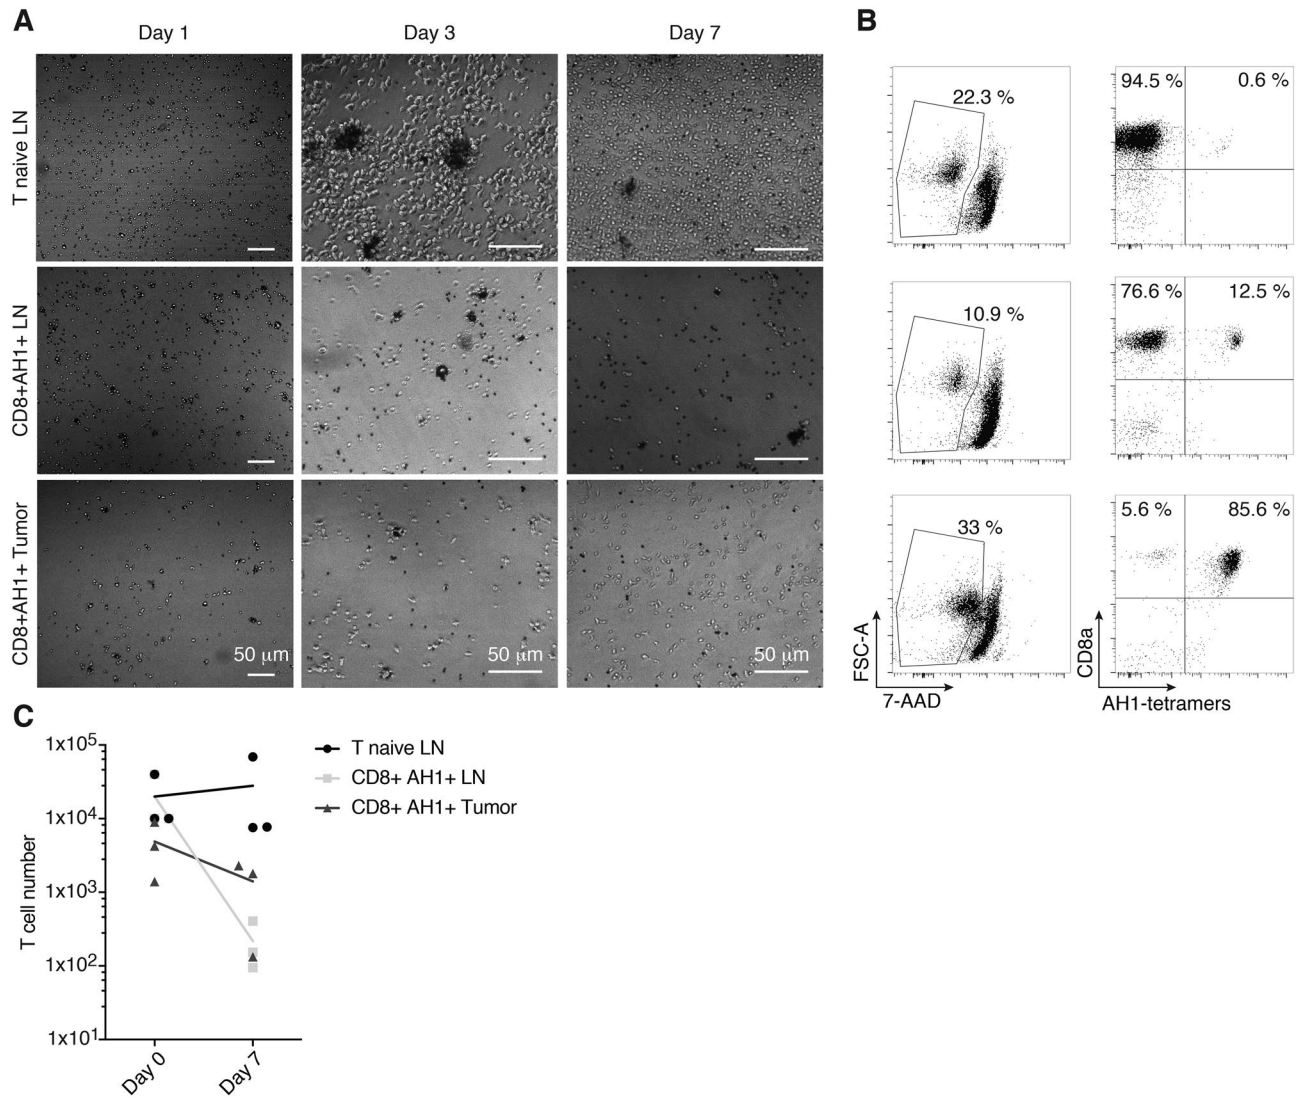 A
Day 1
Day 3
Day 7
T naive LN
CD8+AH1+ LN
CD8+AH1+ Tumor
50 µm
50 µm
50 µm
B
22.3 %
94.5 %
0.6 %
10.9 %
76.6 %
12.5 %
33 %
5.6 %
85.6 %
FSC-A
7-AAD
CD8a
AH1-tetramers
C
1x10⁵
1x10⁴
1x10³
1x10²
1x10¹
T cell number
Day 0
Day 7
T naive LN
CD8+ AH1+ LN
CD8+ AH1+ Tumor